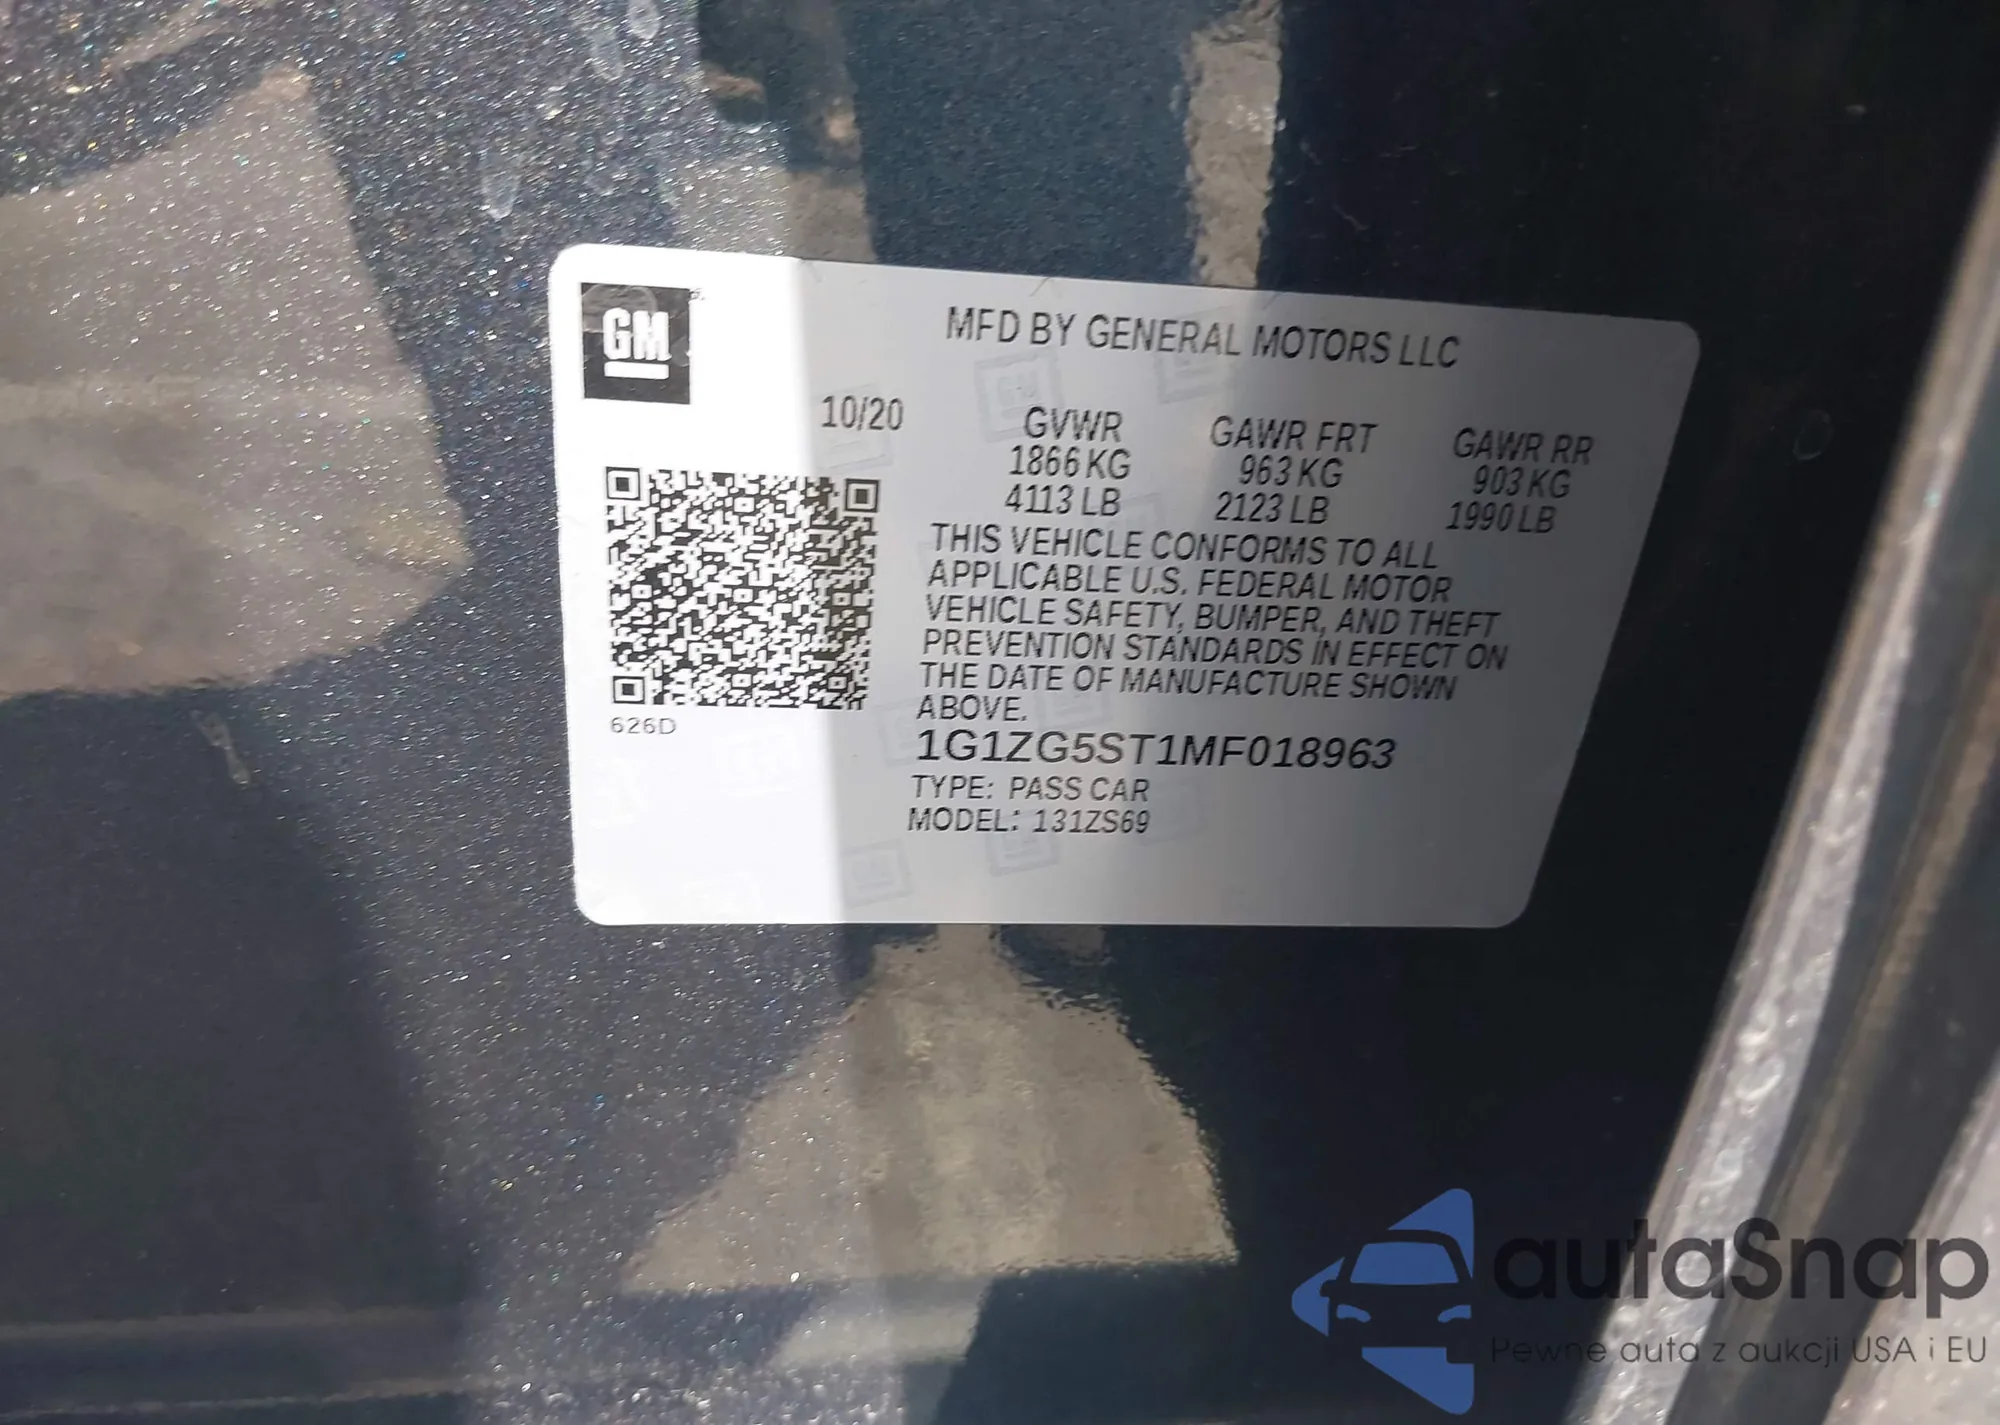 GM
MFD BY GENERAL MOTORS LLC
10/20
GVWR GAWR FRT GAWR RR
1866 KG 963 KG 903 KG
4113 LB 2123 LB 1990 LB
THIS VEHICLE CONFORMS TO ALL
APPLICABLE U.S. FEDERAL MOTOR
VEHICLE SAFETY, BUMPER, AND THEFT
PREVENTION STANDARDS IN EFFECT ON
THE DATE OF MANUFACTURE SHOWN
ABOVE.
626D
1G1ZG5ST1MF018963
TYPE: PASS CAR
MODEL: 131ZS69
autaSnap
Pewne auta z aukcji USA i EU